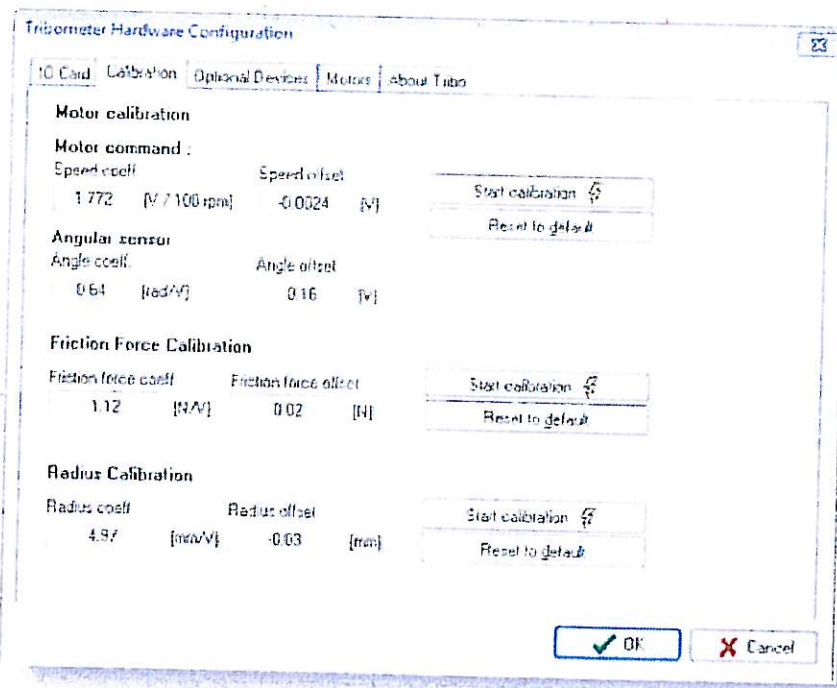 Tribometer Hardware Configuration
IO Card Calibration Optional Devices Motors About Tribo
Motor calibration
Motor command :
Speed coeff Speed offset
1.772 [V / 100 rpm] -0.0024 [V] Start calibration
Reset to default
Angular sensor
Angle coeff. Angle offset
0.64 [rad/V] 0.16 [V]
Friction Force Calibration
Friction force coeff Friction force offset Start calibration
1.12 [N/V] 0.02 [N] Reset to default
Radius Calibration
Radius coeff Radius offset Start calibration
4.97 [mm/V] -0.03 [mm] Reset to default
OK Cancel